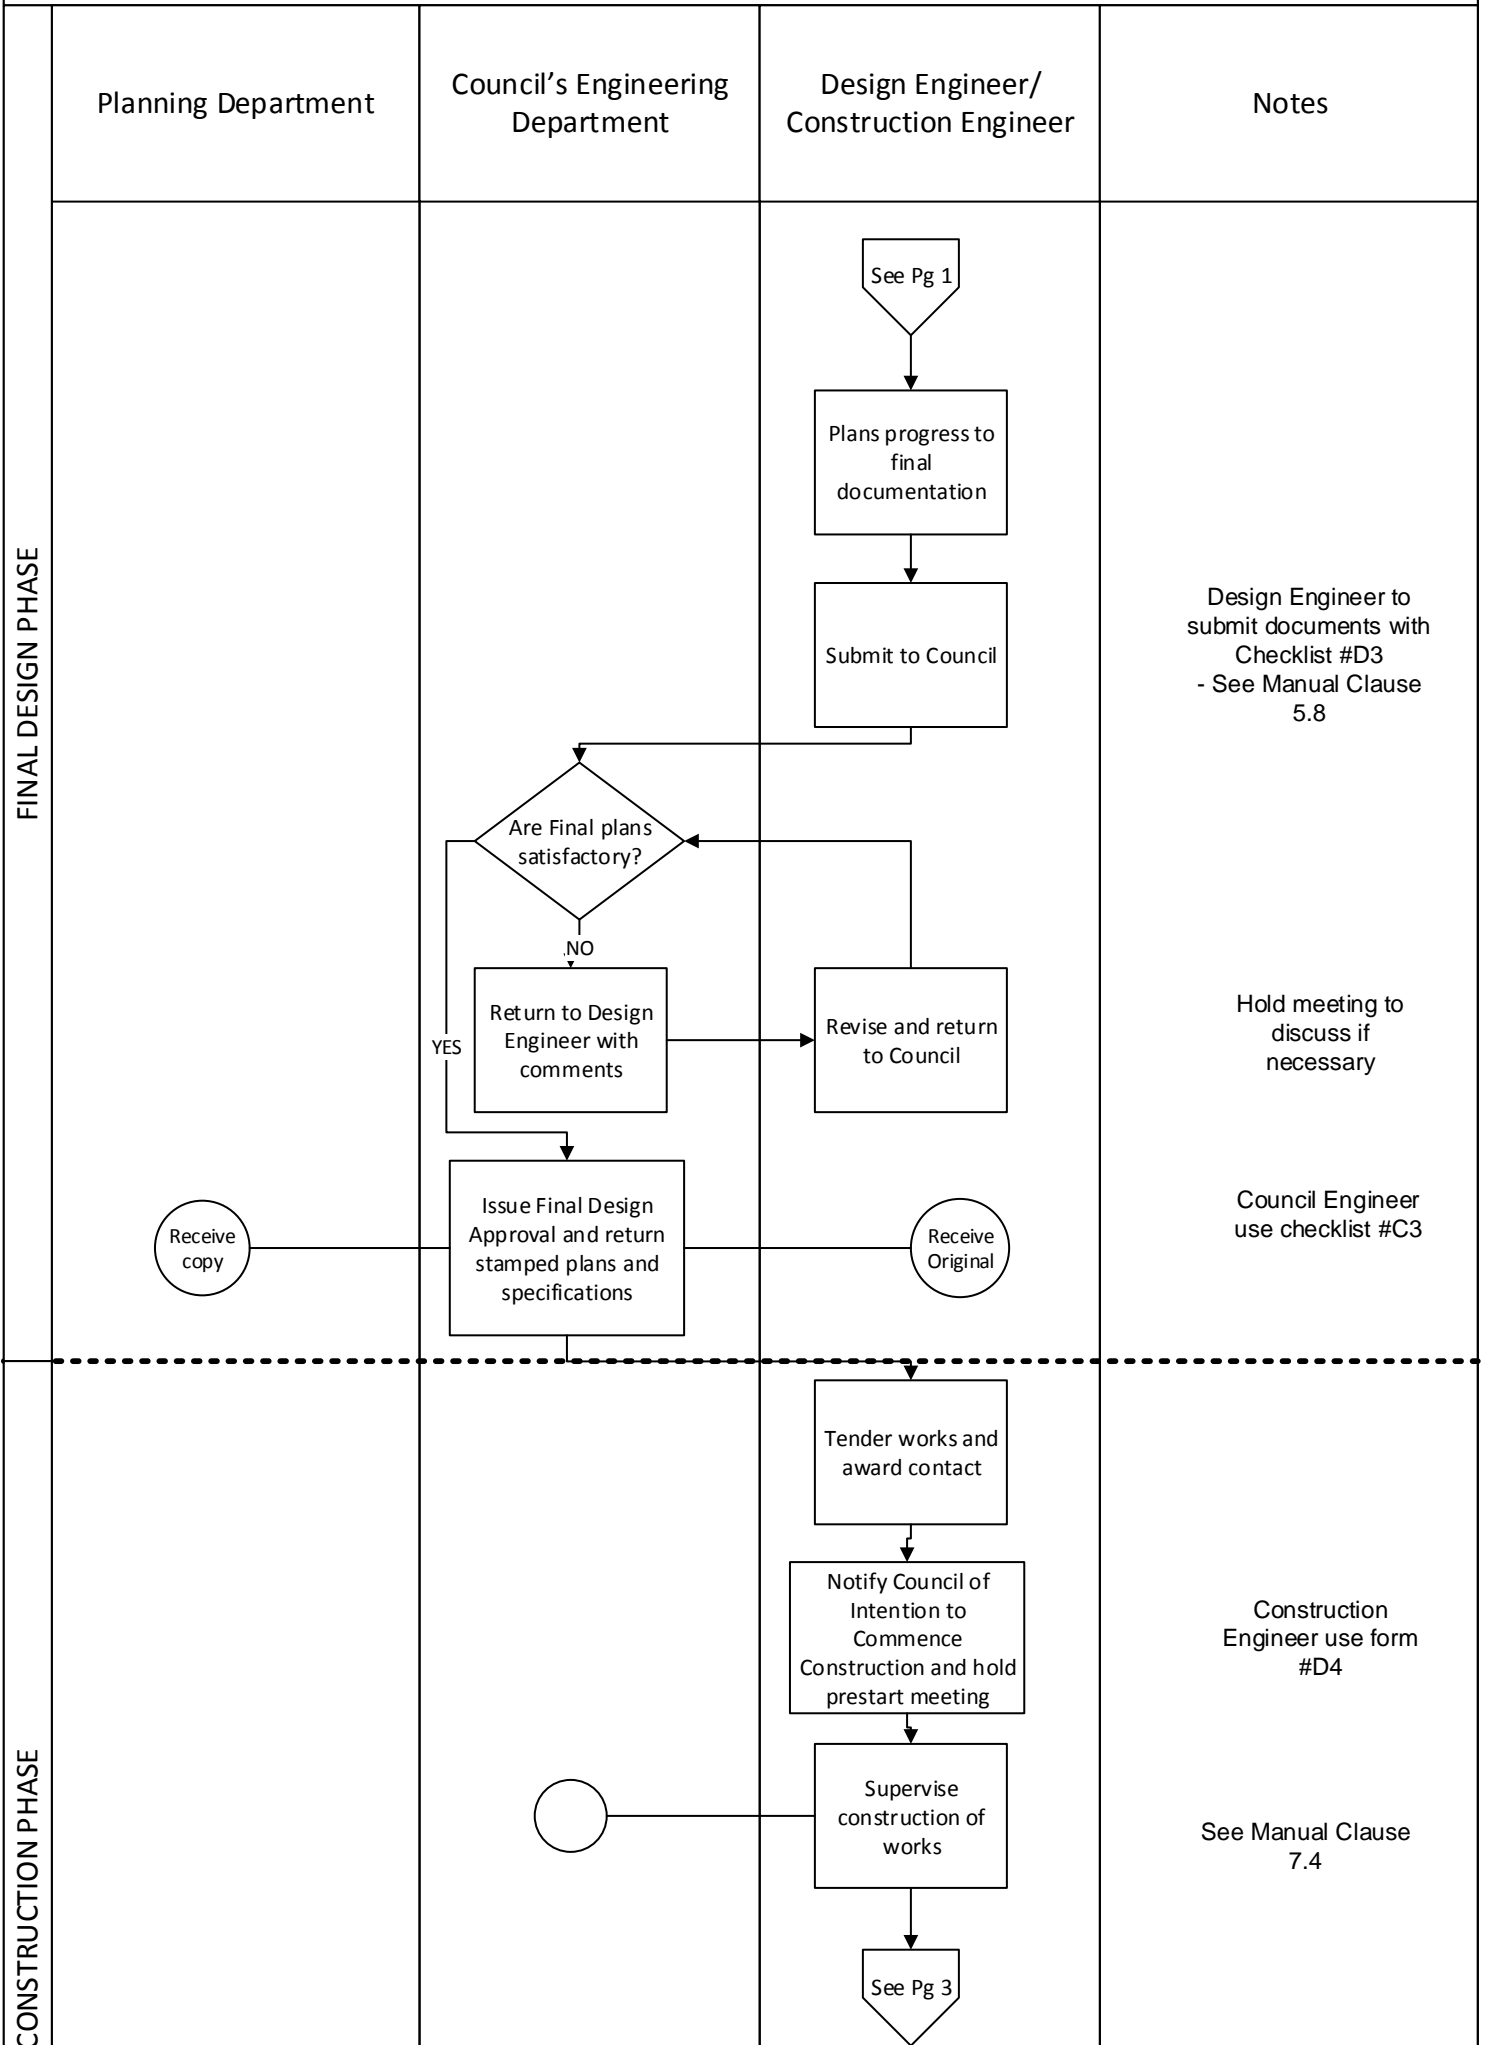 Planning Department
Council’s Engineering
Department
Design Engineer/
Construction Engineer
Notes
FINAL DESIGN PHASE
See Pg 1
Plans progress to
final
documentation
Submit to Council
Design Engineer to
submit documents with
Checklist #D3
- See Manual Clause
5.8
Are Final plans
satisfactory?
NO
YES
Return to Design
Engineer with
comments
Revise and return
to Council
Hold meeting to
discuss if
necessary
Receive
copy
Issue Final Design
Approval and return
stamped plans and
specifications
Receive
Original
Council Engineer
use checklist #C3
CONSTRUCTION PHASE
Tender works and
award contact
Notify Council of
Intention to
Commence
Construction and hold
prestart meeting
Construction
Engineer use form
#D4
Supervise
construction of
works
See Manual Clause
7.4
See Pg 3